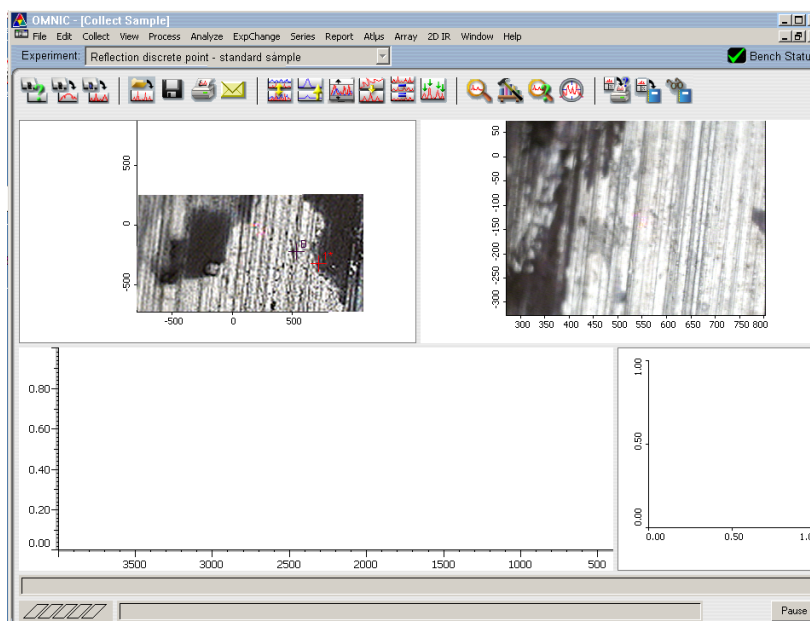 OMNIC - [Collect Sample]
File Edit Collect View Process Analyze ExpChange Series Report Atlµs Array 2D IR Window Help
Experiment: Reflection discrete point - standard sample
Bench Statu
500
0
-500
-500 0 500
50
0
-50
-100
-150
-200
-250
-300
300 350 400 450 500 550 600 650 700 750 800
0.80
0.60
0.40
0.20
0.00
3500 3000 2500 2000 1500 1000 500
1.00
0.50
0.00
0.00 0.50 1.0
Pause